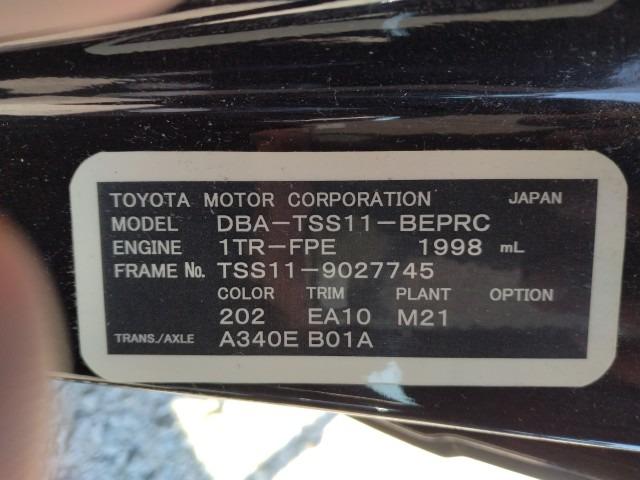 TOYOTA MOTOR CORPORATION JAPAN
MODEL DBA-TSS11-BEPRC
ENGINE 1TR-FPE 1998 mL
FRAME No. TSS11-9027745
COLOR TRIM PLANT OPTION
202 EA10 M21
TRANS./AXLE A340E B01A